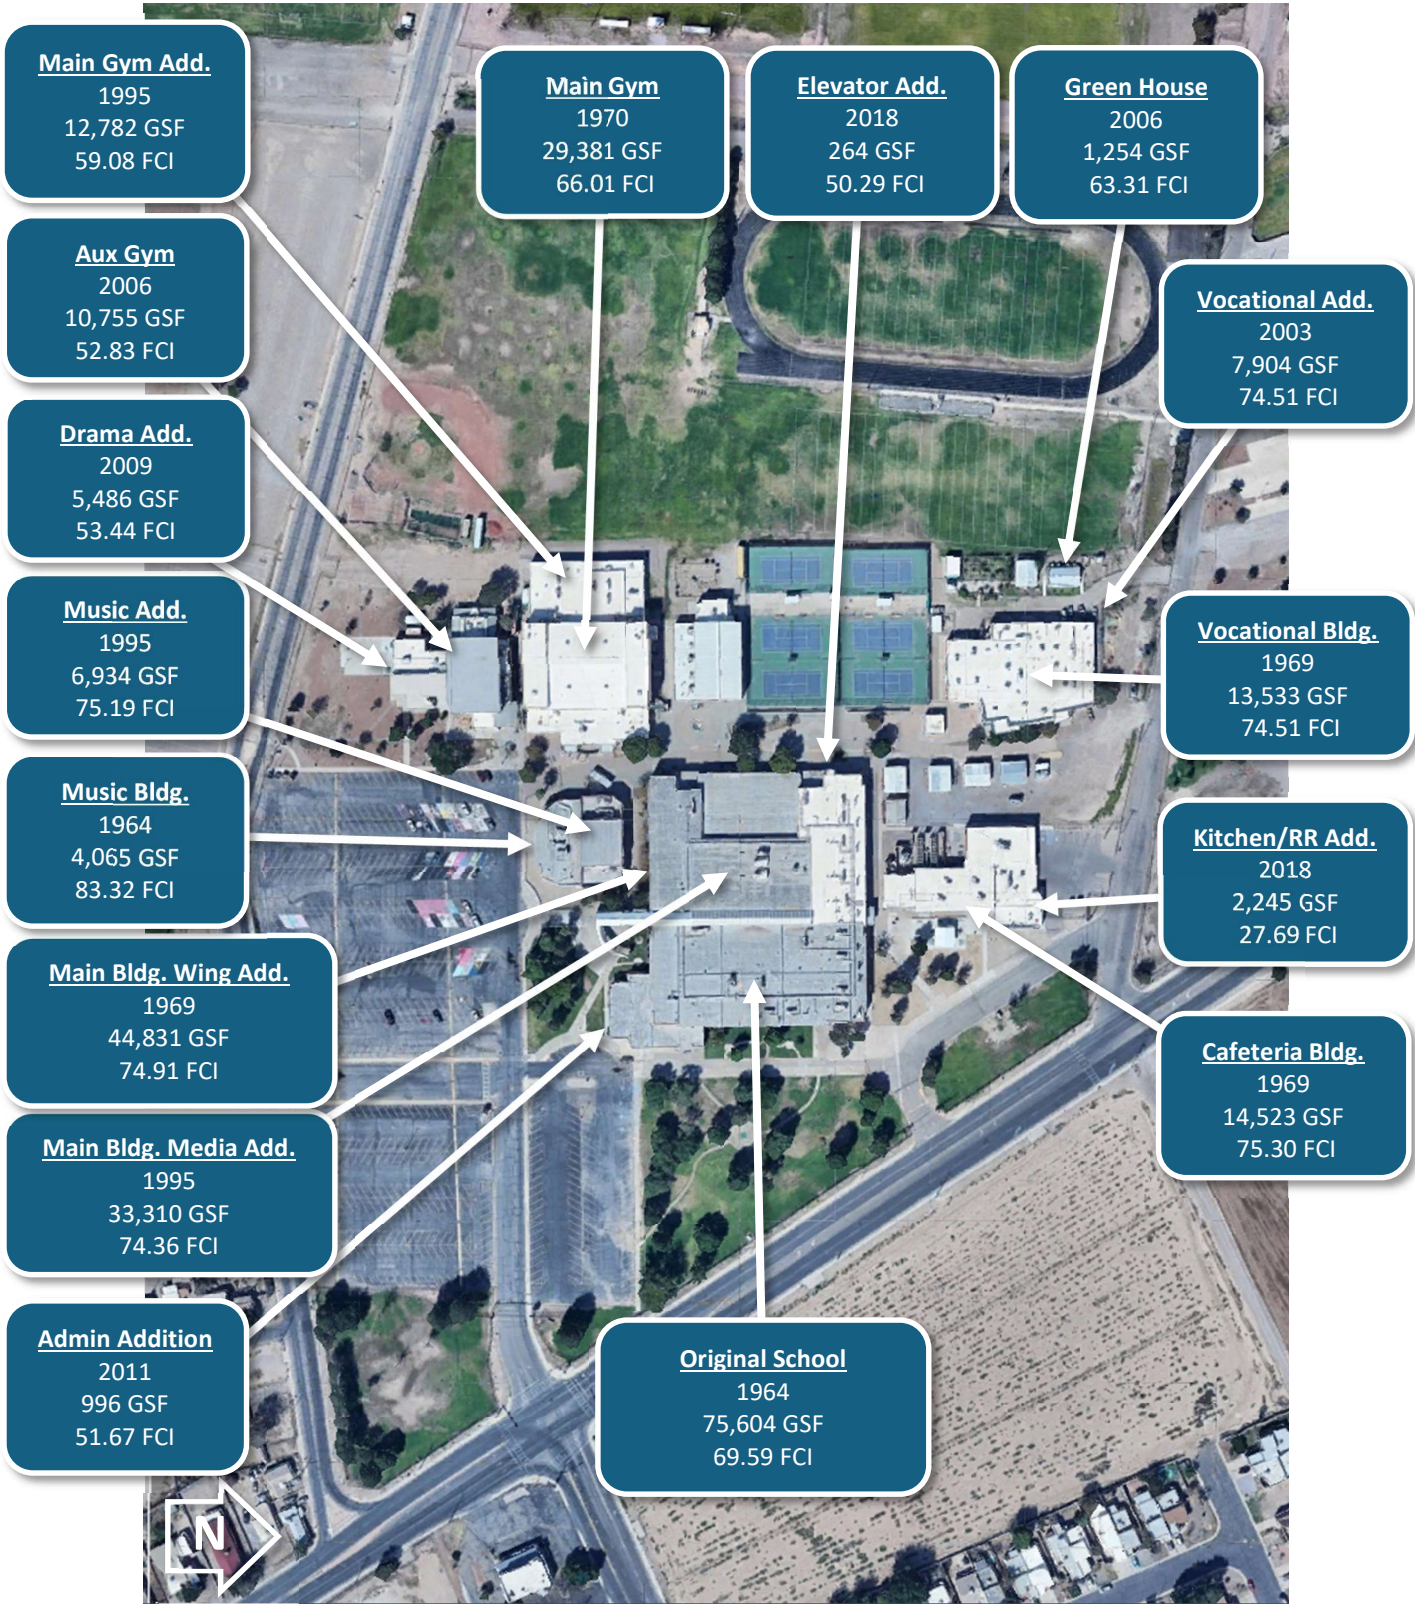 Main Gym Add.
1995
12,782 GSF
59.08 FCI
Main Gym
1970
29,381 GSF
66.01 FCI
Elevator Add.
2018
264 GSF
50.29 FCI
Green House
2006
1,254 GSF
63.31 FCI
Aux Gym
2006
10,755 GSF
52.83 FCI
Vocational Add.
2003
7,904 GSF
74.51 FCI
Drama Add.
2009
5,486 GSF
53.44 FCI
Music Add.
1995
6,934 GSF
75.19 FCI
Vocational Bldg.
1969
13,533 GSF
74.51 FCI
Music Bldg.
1964
4,065 GSF
83.32 FCI
Kitchen/RR Add.
2018
2,245 GSF
27.69 FCI
Main Bldg. Wing Add.
1969
44,831 GSF
74.91 FCI
Cafeteria Bldg.
1969
14,523 GSF
75.30 FCI
Main Bldg. Media Add.
1995
33,310 GSF
74.36 FCI
Admin Addition
2011
996 GSF
51.67 FCI
Original School
1964
75,604 GSF
69.59 FCI
N